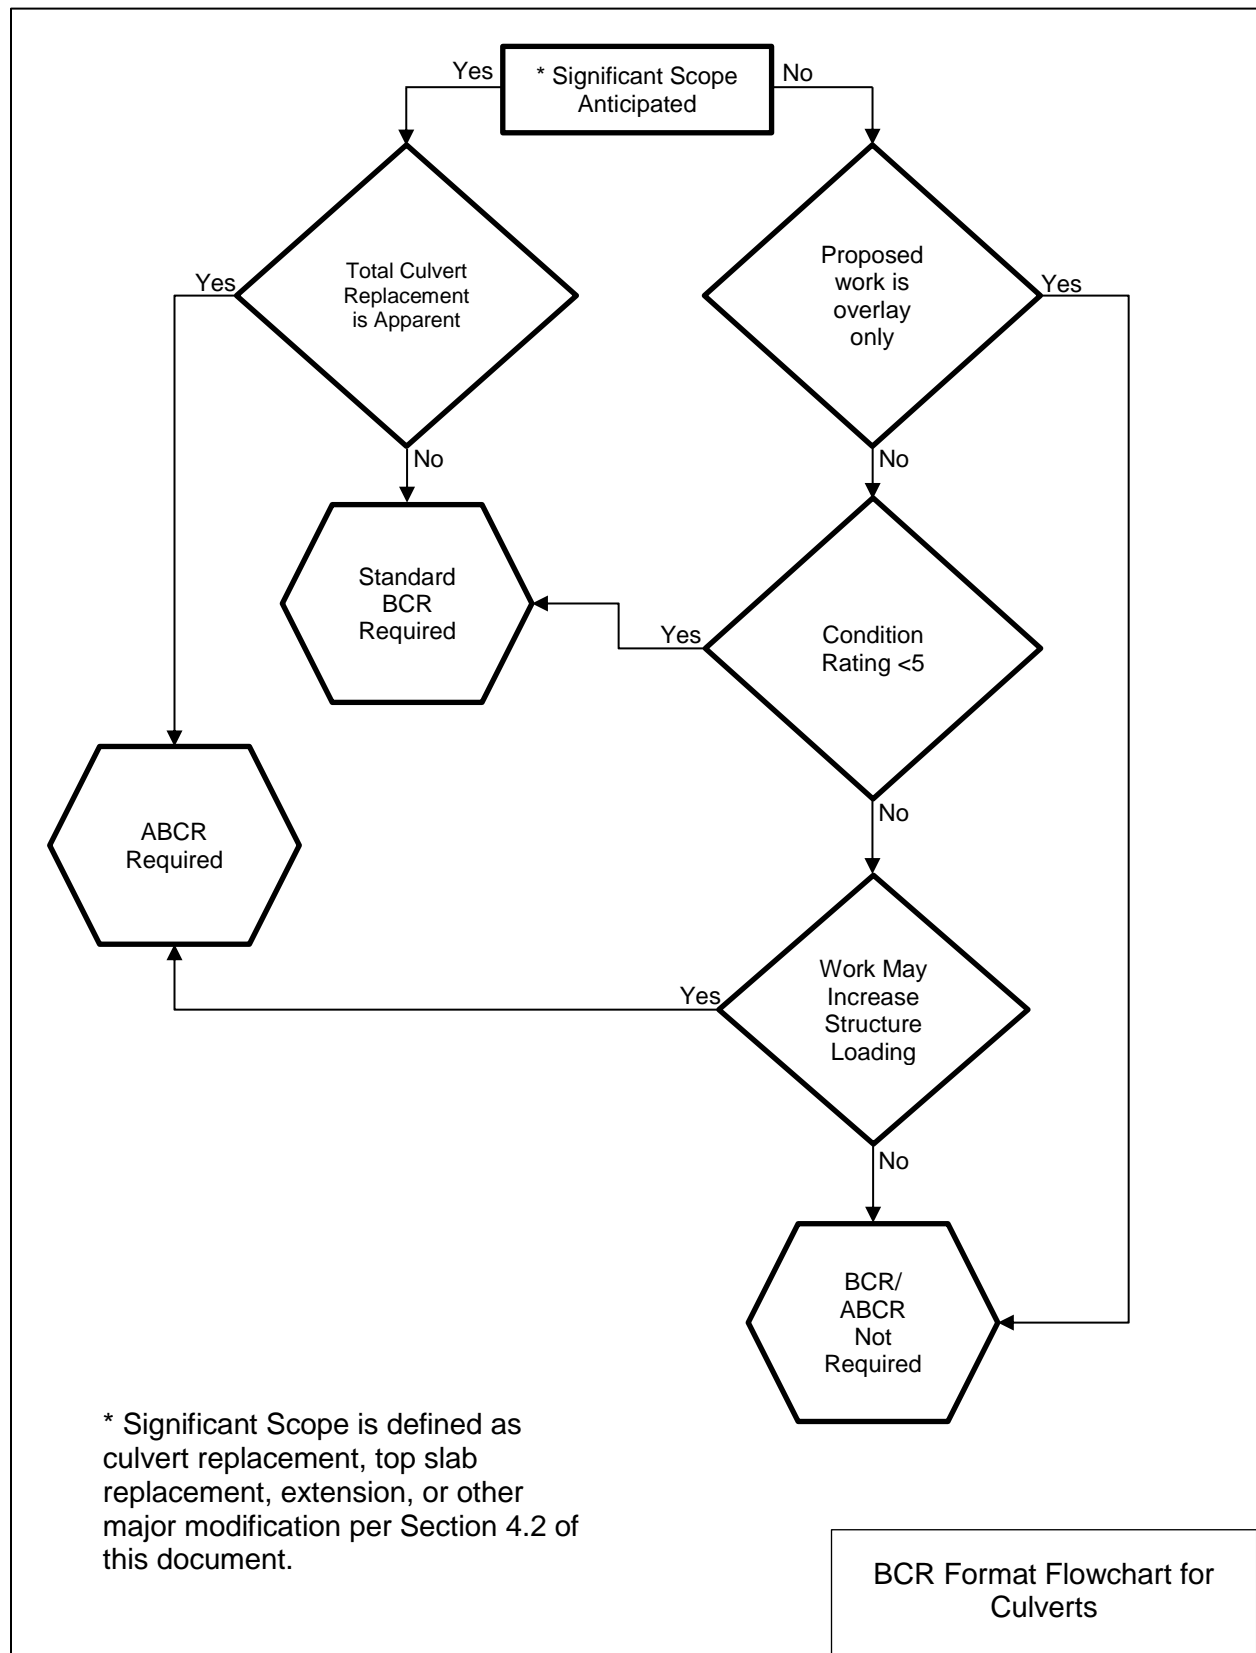 Yes
* Significant Scope
Anticipated
No
Total Culvert
Replacement
is Apparent
Yes
No
Proposed
work is
overlay
only
Yes
No
Standard
BCR
Required
Yes
Condition
Rating <5
No
ABCR
Required
Yes
Work May
Increase
Structure
Loading
No
BCR/
ABCR
Not
Required
* Significant Scope is defined as
culvert replacement, top slab
replacement, extension, or other
major modification per Section 4.2 of
this document.
BCR Format Flowchart for
Culverts